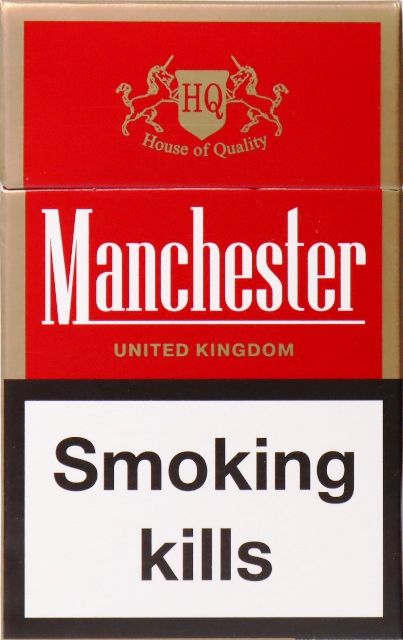 HQ
House of Quality
Manchester
UNITED KINGDOM
Smoking
kills